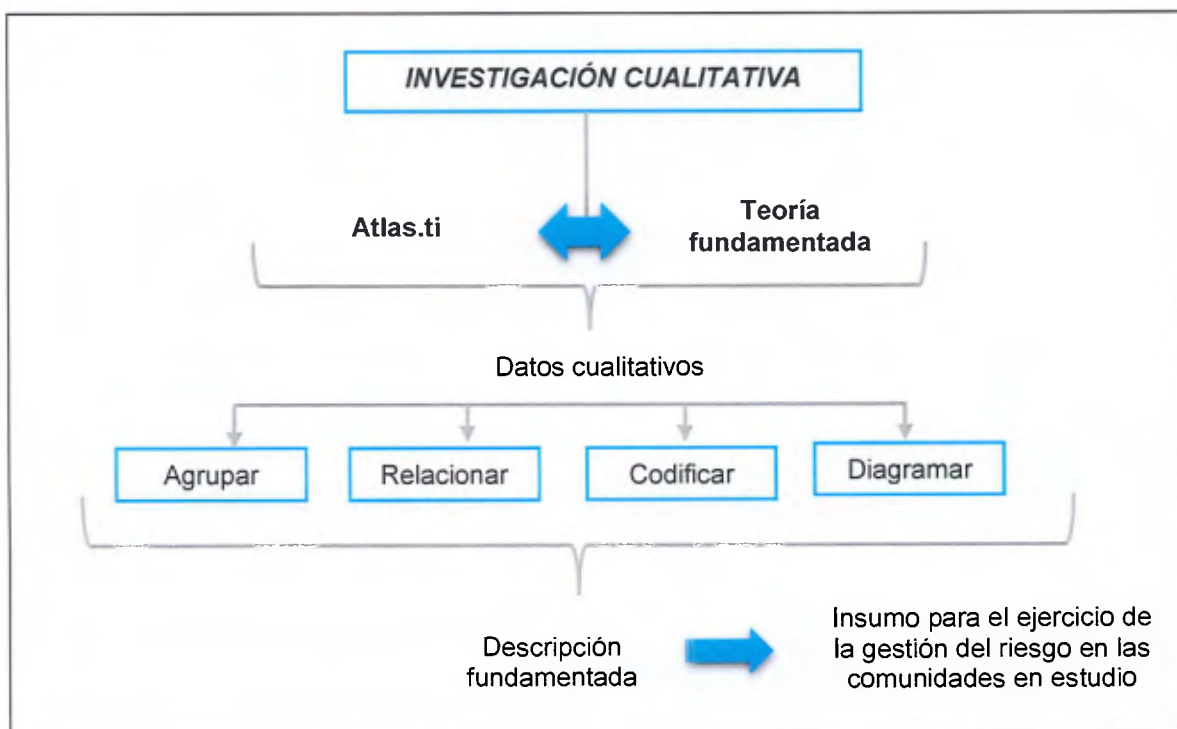 INVESTIGACIÓN CUALITATIVA
Atlas.ti
Teoría
fundamentada
Datos cualitativos
Agrupar
Relacionar
Codificar
Diagramar
Descripción
fundamentada
Insumo para el ejercicio de
la gestión del riesgo en las
comunidades en estudio